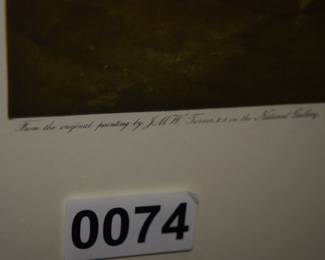 From the original painting by J.M.W. Turner, R.A. in the National Gallery.
0074